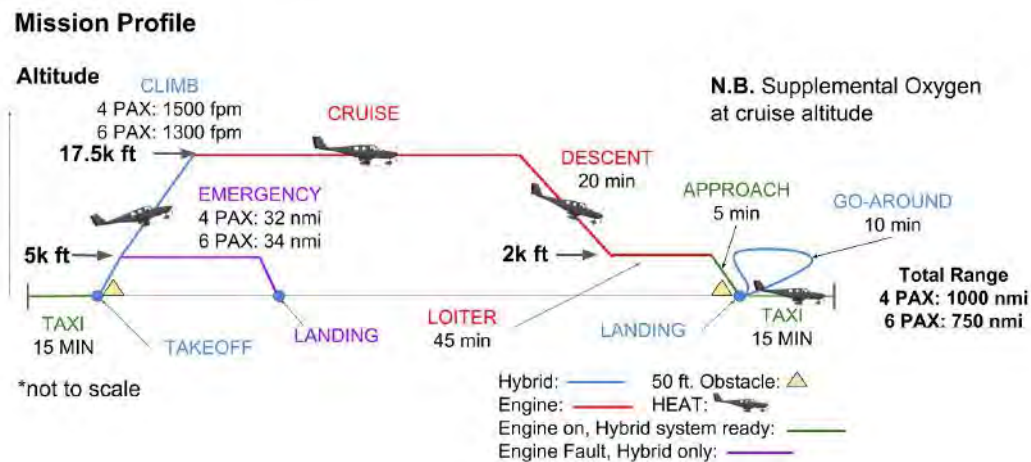 Mission Profile
Altitude
CLIMB
4 PAX: 1500 fpm
6 PAX: 1300 fpm
17.5k ft
CRUISE
N.B. Supplemental Oxygen
at cruise altitude
DESCENT
20 min
EMERGENCY
4 PAX: 32 nmi
6 PAX: 34 nmi
APPROACH
5 min
GO-AROUND
10 min
5k ft
2k ft
Total Range
4 PAX: 1000 nmi
6 PAX: 750 nmi
TAXI
15 MIN
TAKEOFF
LANDING
LOITER
45 min
LANDING
TAXI
15 MIN
*not to scale
Hybrid:
50 ft. Obstacle:
Engine:
HEAT:
Engine on, Hybrid system ready:
Engine Fault, Hybrid only: